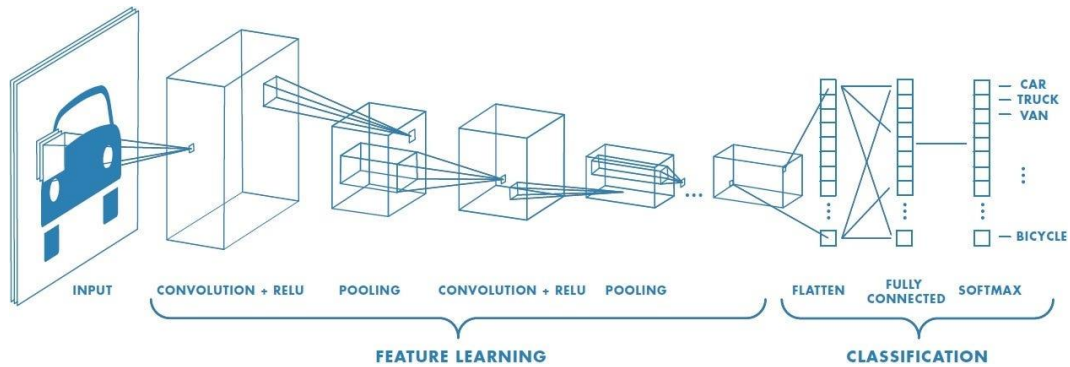 CAR
TRUCK
VAN
BICYCLE
INPUT
CONVOLUTION + RELU
POOLING
CONVOLUTION + RELU
POOLING
FLATTEN
FULLY
CONNECTED
SOFTMAX
FEATURE LEARNING
CLASSIFICATION